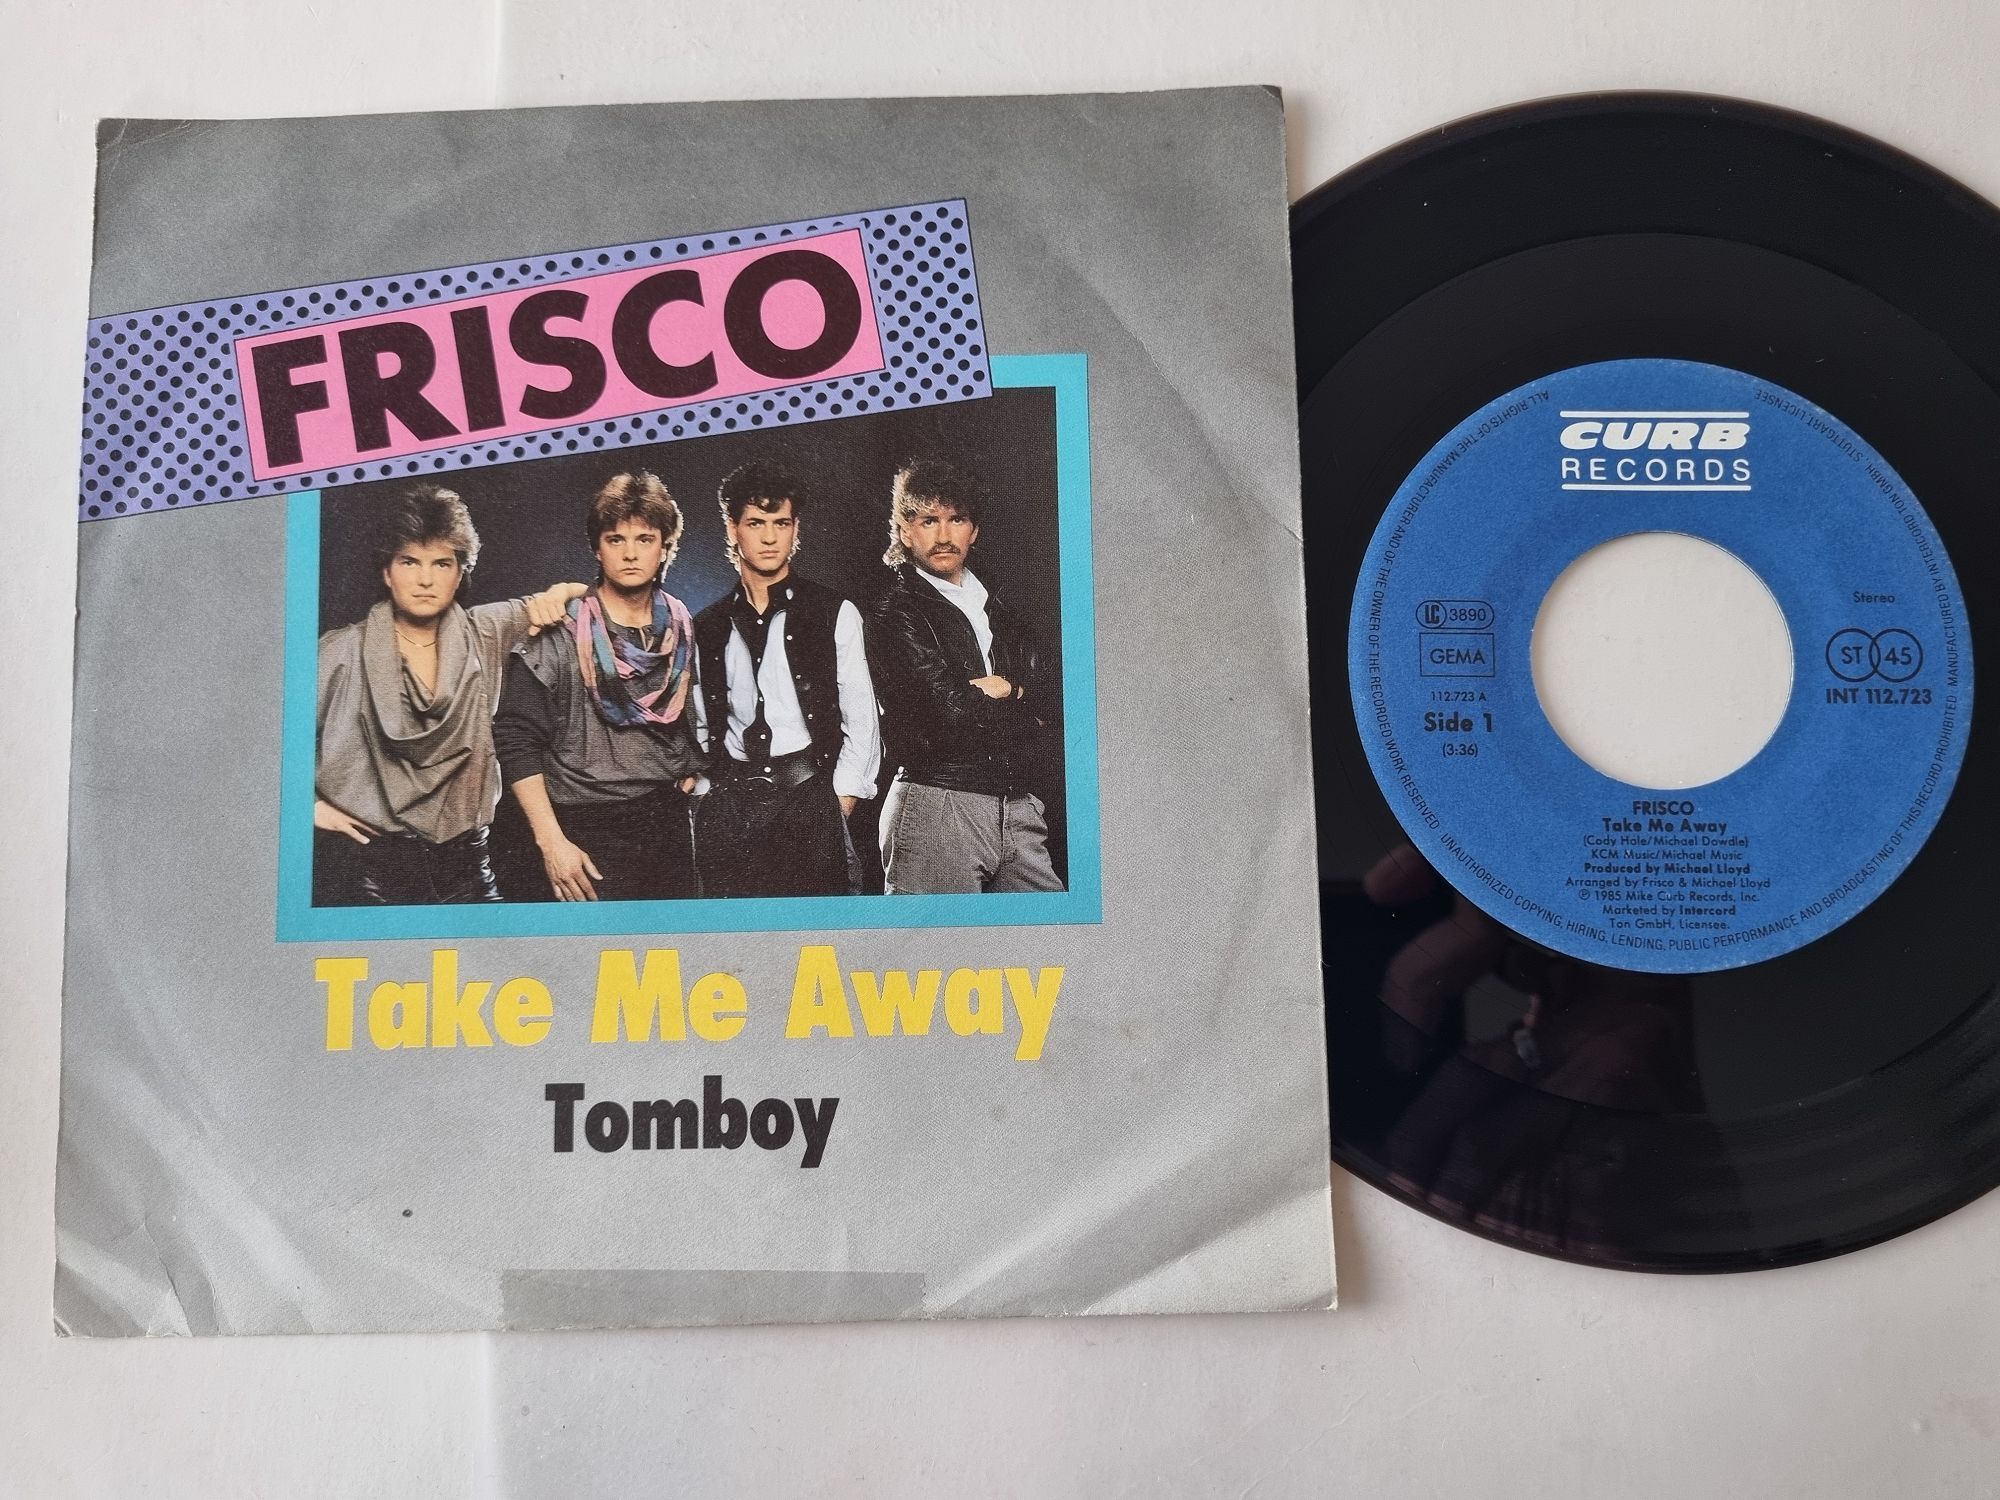 FRISCO
Take Me Away
Tomboy
CURB
RECORDS
LC 3890
GEMA
112.723 A
Side 1
(3:36)
Stereo
ST 45
INT 112.723
FRISCO
Take Me Away
(Cody Hale/Michael Dowdle)
KCM Music/Michael Music
Produced by Michael Lloyd
Arranged by Frisco & Michael Lloyd
℗ 1985 Mike Curb Records, Inc.
Marketed by Intercord
Ton GmbH, Licensee.
ALL RIGHTS OF THE MANUFACTURER AND OF THE OWNER OF THE RECORDED WORK RESERVED · UNAUTHORIZED COPYING, HIRING, LENDING, PUBLIC PERFORMANCE AND BROADCASTING OF THIS RECORD PROHIBITED · MANUFACTURED BY INTERCORD TON GMBH, STUTTGART, LICENSEE